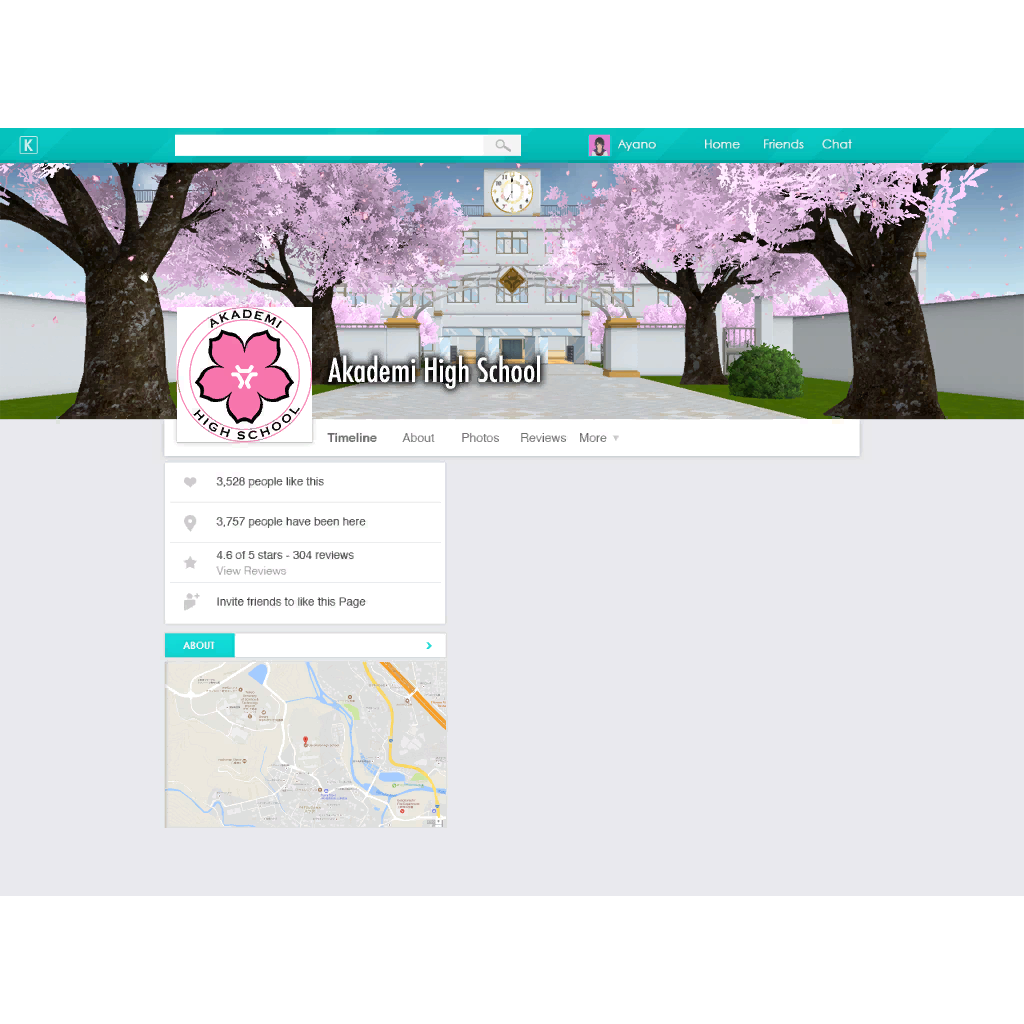 K
Ayano
Home
Friends
Chat
AKADEMI
HIGH SCHOOL
Akademi High School
Timeline
About
Photos
Reviews
More
3,528 people like this
3,757 people have been here
4.6 of 5 stars - 304 reviews
View Reviews
Invite friends to like this Page
ABOUT